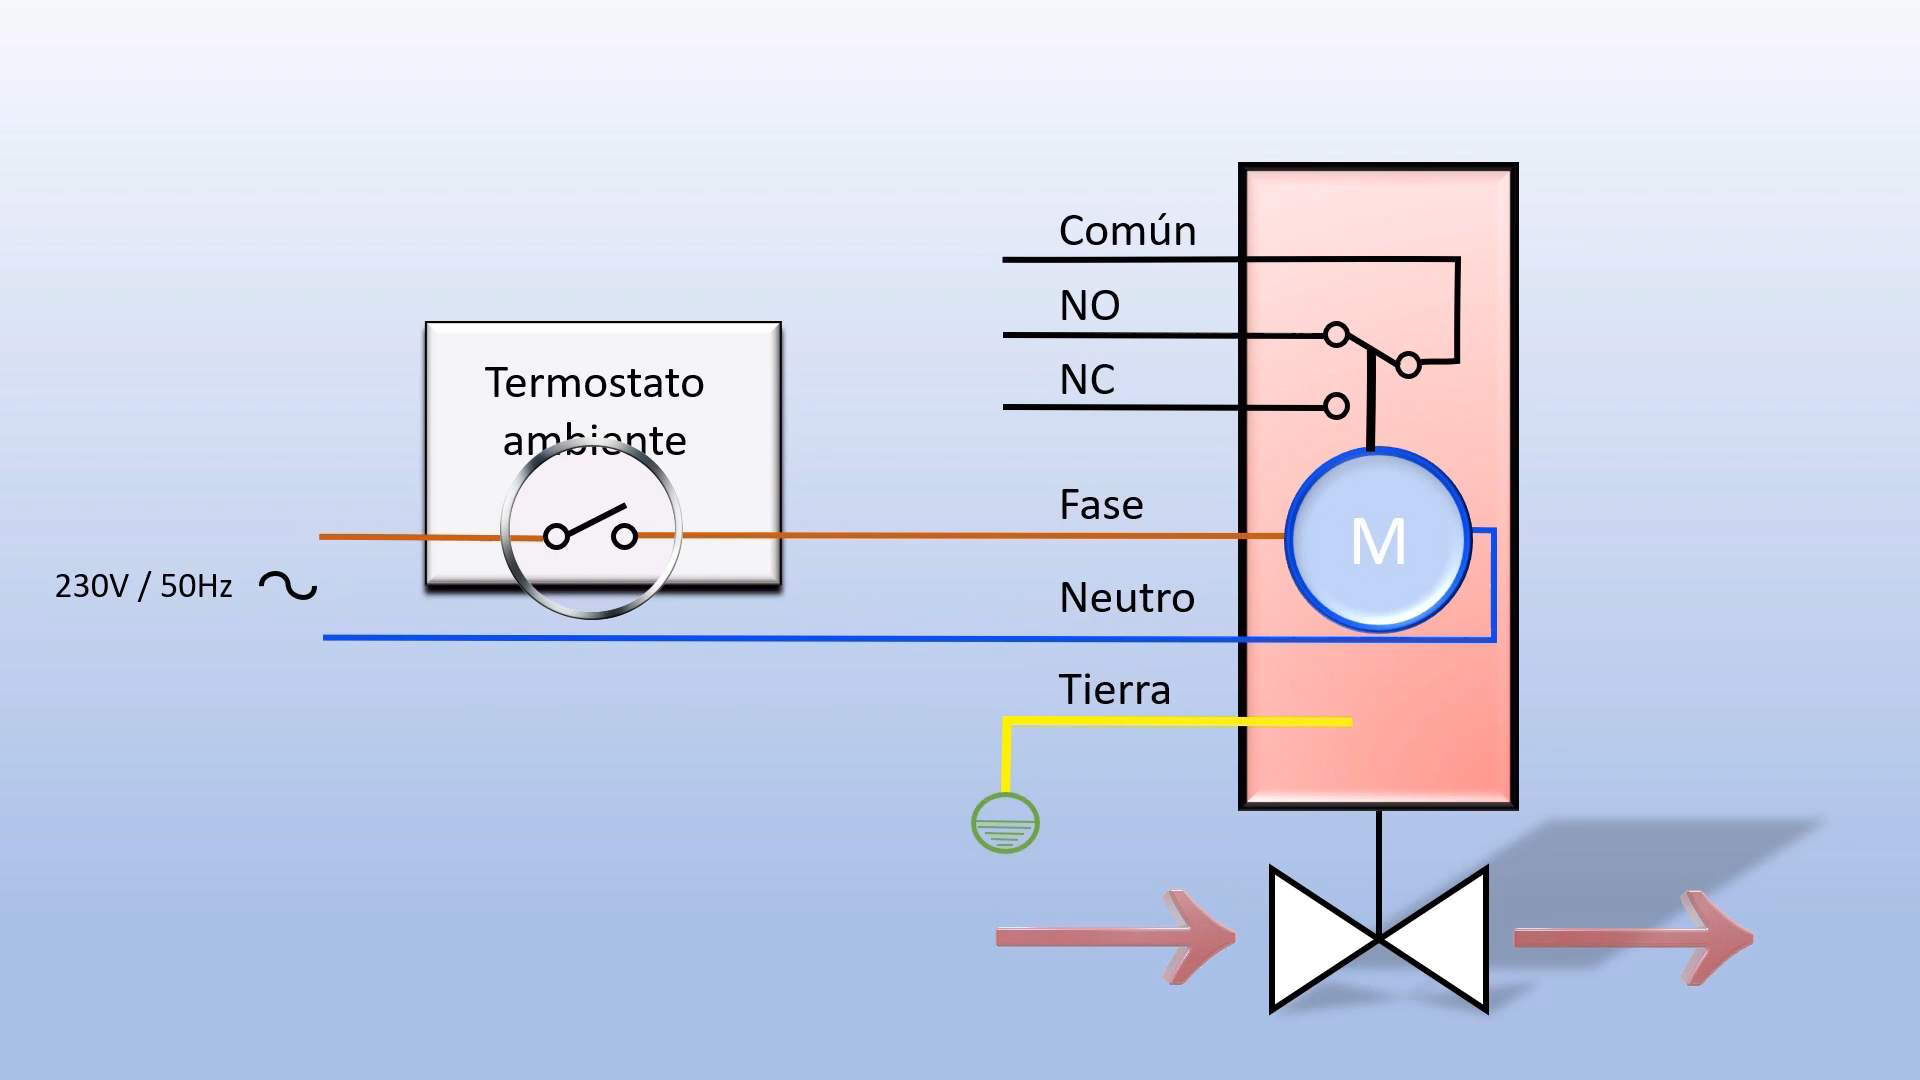 Común
NO
Termostato
ambiente
NC
Fase
M
230V / 50Hz
Neutro
Tierra